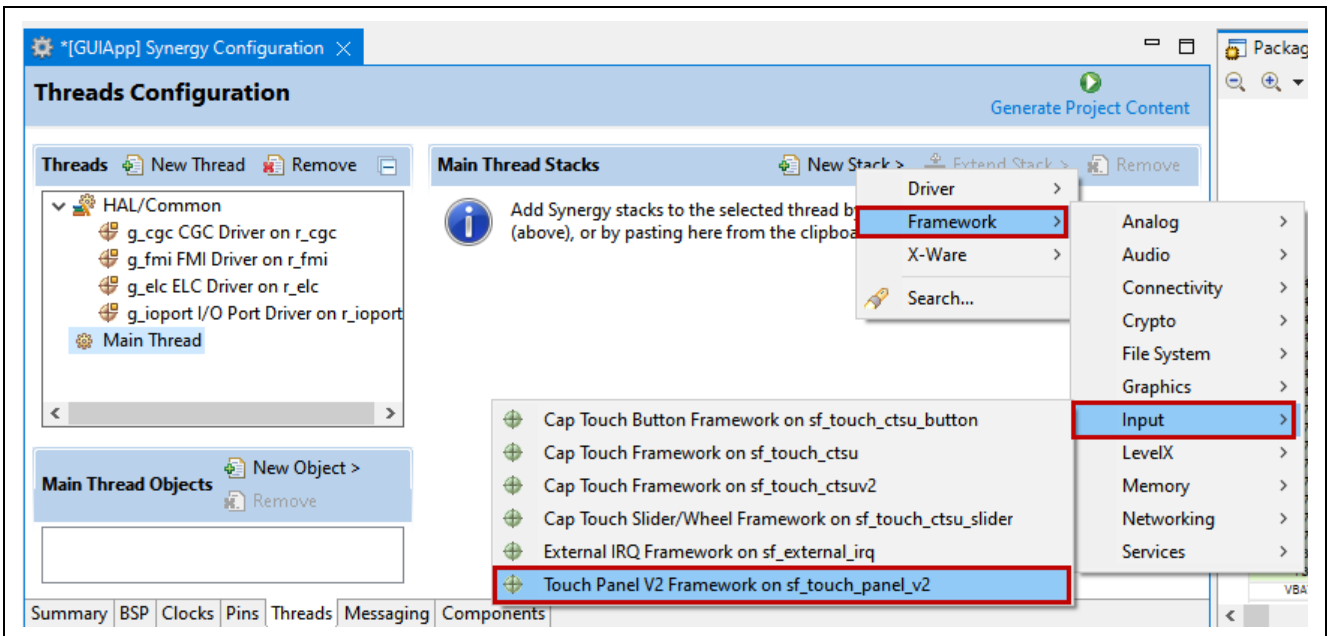 *[GUIApp] Synergy Configuration
Threads Configuration
Generate Project Content
Threads New Thread Remove
HAL/Common
g_cgc CGC Driver on r_cgc
g_fmi FMI Driver on r_fmi
g_elc ELC Driver on r_elc
g_ioport I/O Port Driver on r_ioport
Main Thread
Main Thread Objects
New Object >
Remove
Main Thread Stacks New Stack > Extend Stack > Remove
Add Synergy stacks to the selected thread b
(above), or by pasting here from the clipboa
Driver
Framework
X-Ware
Search...
Analog
Audio
Connectivity
Crypto
File System
Graphics
Input
LevelX
Memory
Networking
Services
Cap Touch Button Framework on sf_touch_ctsu_button
Cap Touch Framework on sf_touch_ctsu
Cap Touch Framework on sf_touch_ctsuv2
Cap Touch Slider/Wheel Framework on sf_touch_ctsu_slider
External IRQ Framework on sf_external_irq
Touch Panel V2 Framework on sf_touch_panel_v2
Summary BSP Clocks Pins Threads Messaging Components
Packag
VBA